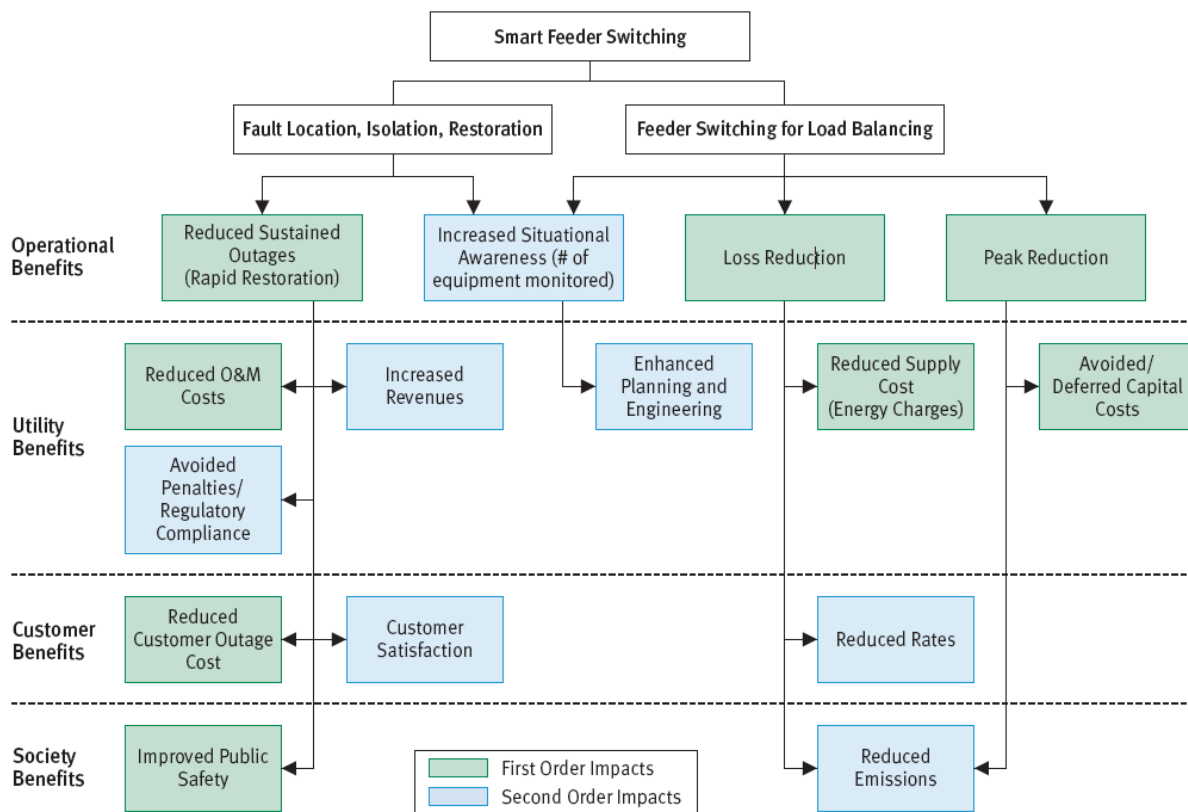 Smart Feeder Switching
Fault Location, Isolation, Restoration
Feeder Switching for Load Balancing
Operational
Benefits
Reduced Sustained
Outages
(Rapid Restoration)
Increased Situational
Awareness (# of
equipment monitored)
Loss Reduction
Peak Reduction
Utility
Benefits
Reduced O&M
Costs
Increased
Revenues
Enhanced
Planning and
Engineering
Reduced Supply
Cost
(Energy Charges)
Avoided/
Deferred Capital
Costs
Avoided
Penalties/
Regulatory
Compliance
Customer
Benefits
Reduced
Customer Outage
Cost
Customer
Satisfaction
Reduced Rates
Society
Benefits
Improved Public
Safety
First Order Impacts
Second Order Impacts
Reduced
Emissions